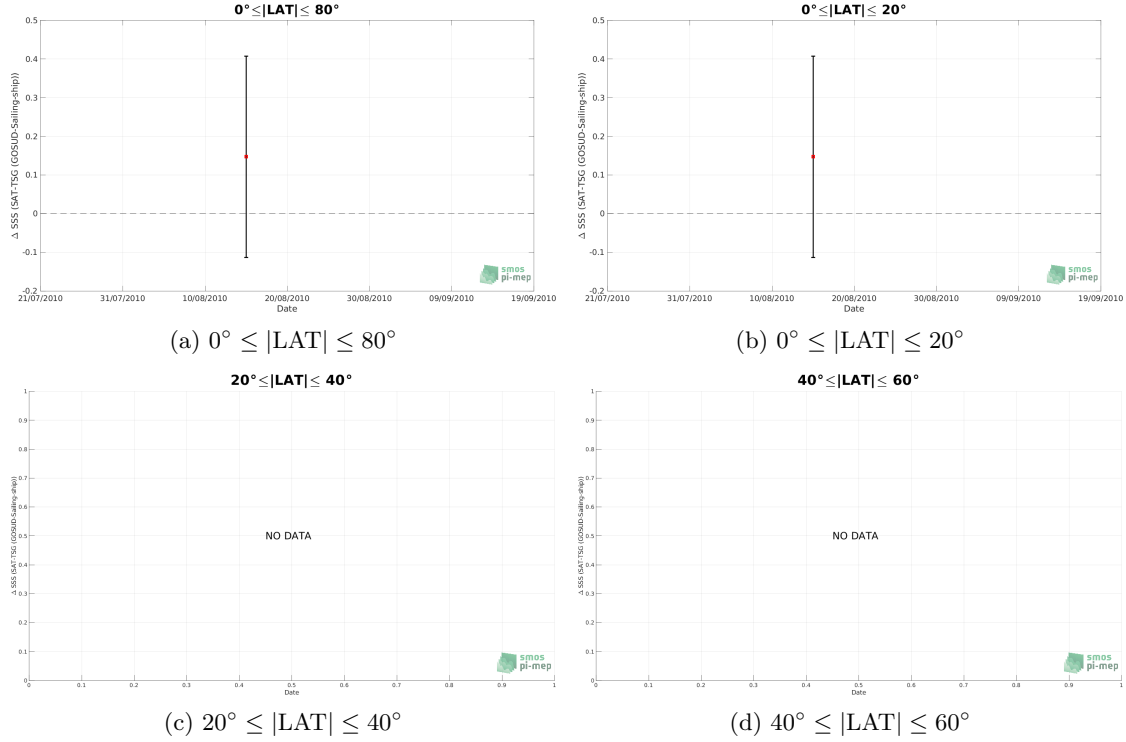 0°≤|LAT|≤ 80°
Δ SSS (SAT-TSG (GOSUD-Sailing-ship))
0.5
0.4
0.3
0.2
0.1
0
-0.1
-0.2
21/07/2010 31/07/2010 10/08/2010 20/08/2010 30/08/2010 09/09/2010 19/09/2010
Date
smos
pi-mep
(a) 0° ≤ |LAT| ≤ 80°
0°≤|LAT|≤ 20°
Δ SSS (SAT-TSG (GOSUD-Sailing-ship))
0.5
0.4
0.3
0.2
0.1
0
-0.1
-0.2
21/07/2010 31/07/2010 10/08/2010 20/08/2010 30/08/2010 09/09/2010 19/09/2010
Date
smos
pi-mep
(b) 0° ≤ |LAT| ≤ 20°
20°≤|LAT|≤ 40°
Δ SSS (SAT-TSG (GOSUD-Sailing-ship))
1
0.9
0.8
0.7
0.6
0.5
0.4
0.3
0.2
0.1
0
NO DATA
0 0.1 0.2 0.3 0.4 0.5 0.6 0.7 0.8 0.9 1
Date
smos
pi-mep
(c) 20° ≤ |LAT| ≤ 40°
40°≤|LAT|≤ 60°
Δ SSS (SAT-TSG (GOSUD-Sailing-ship))
1
0.9
0.8
0.7
0.6
0.5
0.4
0.3
0.2
0.1
0
NO DATA
0 0.1 0.2 0.3 0.4 0.5 0.6 0.7 0.8 0.9 1
Date
smos
pi-mep
(d) 40° ≤ |LAT| ≤ 60°